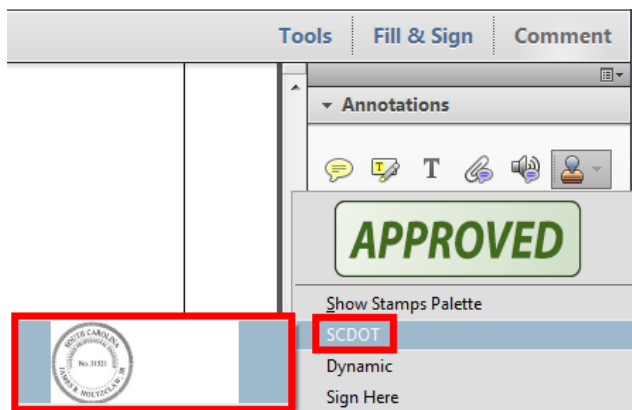 Tools Fill & Sign Comment
Annotations
T T
APPROVED
Show Stamps Palette
SCDOT
SOUTH CAROLINA
No. 31521
JAMES R. HOLTZCLAW, JR
Dynamic
Sign Here